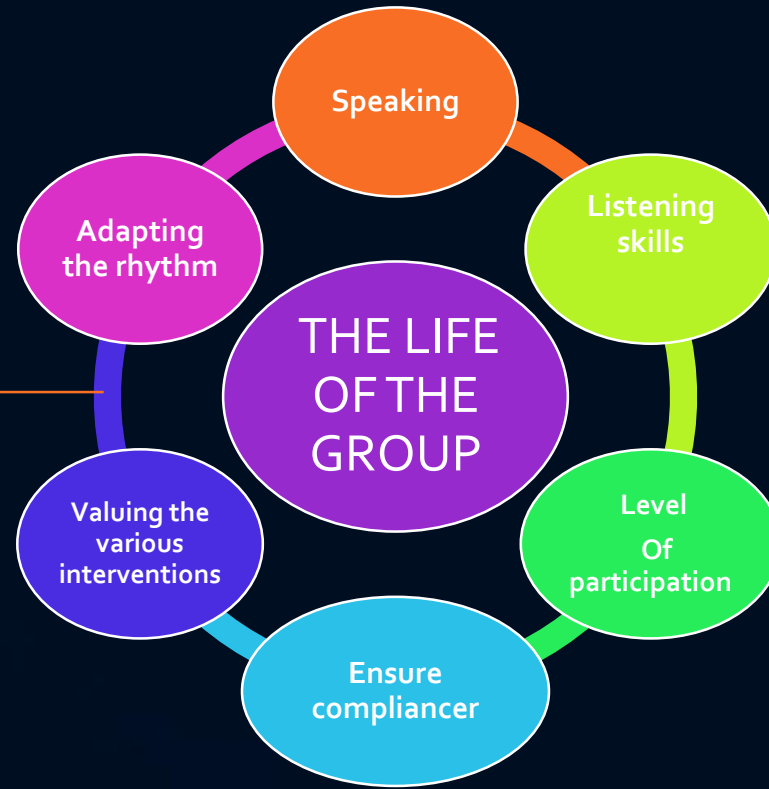 Speaking
Listening
skills
Level
Of
participation
Ensure
compliancer
Valuing the
various
interventions
Adapting
the rhythm
THE LIFE
OF THE
GROUP